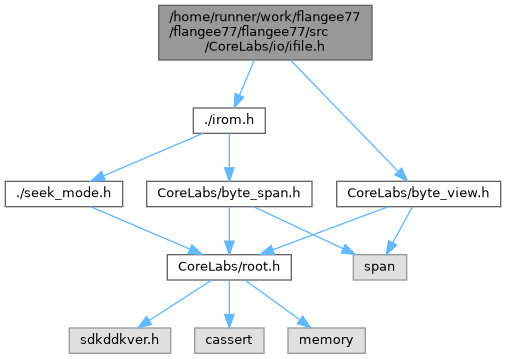 /home/runner/work/flangee77
/flangee77/flangee77/src
/CoreLabs/io/ifile.h
./irom.h
./seek_mode.h
CoreLabs/byte_span.h
CoreLabs/byte_view.h
CoreLabs/root.h
span
sdkddkver.h
cassert
memory